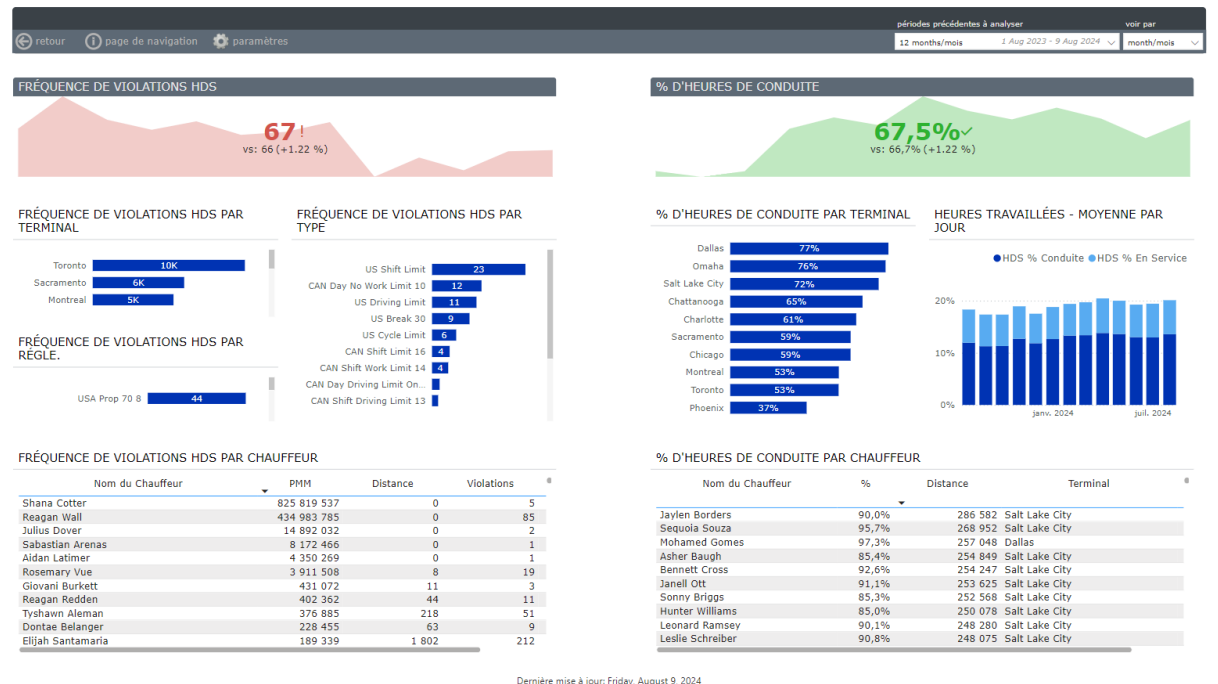 périodes précédentes à analyser
voir par
retour
page de navigation
paramètres
12 months/mois
1 Aug 2023 - 9 Aug 2024
month/mois
FRÉQUENCE DE VIOLATIONS HDS
67!
vs: 66 (+1.22 %)
% D'HEURES DE CONDUITE
67,5%
vs: 66,7% (+1.22 %)
FRÉQUENCE DE VIOLATIONS HDS PAR
TERMINAL
Toronto 10K
Sacramento 6K
Montreal 5K
FRÉQUENCE DE VIOLATIONS HDS PAR
RÉGLE.
USA Prop 70 8 44
FRÉQUENCE DE VIOLATIONS HDS PAR
TYPE
US Shift Limit 23
CAN Day No Work Limit 10 12
US Driving Limit 11
US Break 30 9
US Cycle Limit 6
CAN Shift Limit 16 4
CAN Shift Work Limit 14 4
CAN Day Driving Limit On...
CAN Shift Driving Limit 13
% D'HEURES DE CONDUITE PAR TERMINAL
Dallas 77%
Omaha 76%
Salt Lake City 72%
Chattanooga 65%
Charlotte 61%
Sacramento 59%
Chicago 59%
Montreal 53%
Toronto 53%
Phoenix 37%
HEURES TRAVAILLÉES - MOYENNE PAR
JOUR
HDS % Conduite HDS % En Service
20%
10%
0%
janv. 2024 juil. 2024
FRÉQUENCE DE VIOLATIONS HDS PAR CHAUFFEUR
Nom du Chauffeur PMM Distance Violations
Shana Cotter 825 819 537 0 5
Reagan Wall 434 983 785 0 85
Julius Dover 14 892 032 0 2
Sabastian Arenas 8 172 466 0 1
Aidan Latimer 4 350 269 0 1
Rosemary Vue 3 911 508 8 19
Giovani Burkett 431 072 11 3
Reagan Redden 402 362 44 11
Tyshawn Aleman 376 885 218 51
Dontae Belanger 228 455 63 9
Elijah Santamaria 189 339 1 802 212
% D'HEURES DE CONDUITE PAR CHAUFFEUR
Nom du Chauffeur % Distance Terminal
Jaylen Borders 90,0% 286 582 Salt Lake City
Sequoia Souza 95,7% 268 952 Salt Lake City
Mohamed Gomes 97,3% 257 048 Dallas
Asher Baugh 85,4% 254 849 Salt Lake City
Bennett Cross 92,6% 254 247 Salt Lake City
Janell Ott 91,1% 253 625 Salt Lake City
Sonny Briggs 85,3% 252 568 Salt Lake City
Hunter Williams 85,0% 250 078 Salt Lake City
Leonard Ramsey 90,1% 248 280 Salt Lake City
Leslie Schreiber 90,8% 248 075 Salt Lake City
Dernière mise à jour: Friday, August 9, 2024